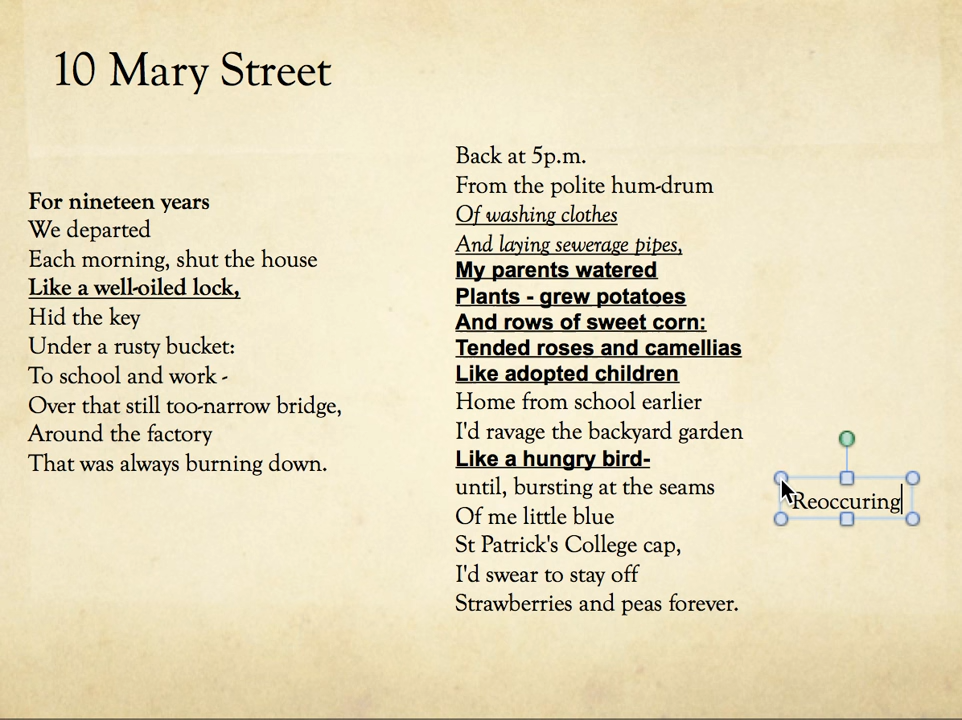 10 Mary Street
For nineteen years
We departed
Each morning, shut the house
Like a well-oiled lock,
Hid the key
Under a rusty bucket:
To school and work -
Over that still too-narrow bridge,
Around the factory
That was always burning down.
Back at 5p.m.
From the polite hum-drum
Of washing clothes
And laying sewerage pipes,
My parents watered
Plants - grew potatoes
And rows of sweet corn:
Tended roses and camellias
Like adopted children
Home from school earlier
I'd ravage the backyard garden
Like a hungry bird-
until, bursting at the seams
Of me little blue
St Patrick's College cap,
I'd swear to stay off
Strawberries and peas forever.
Reoccuring